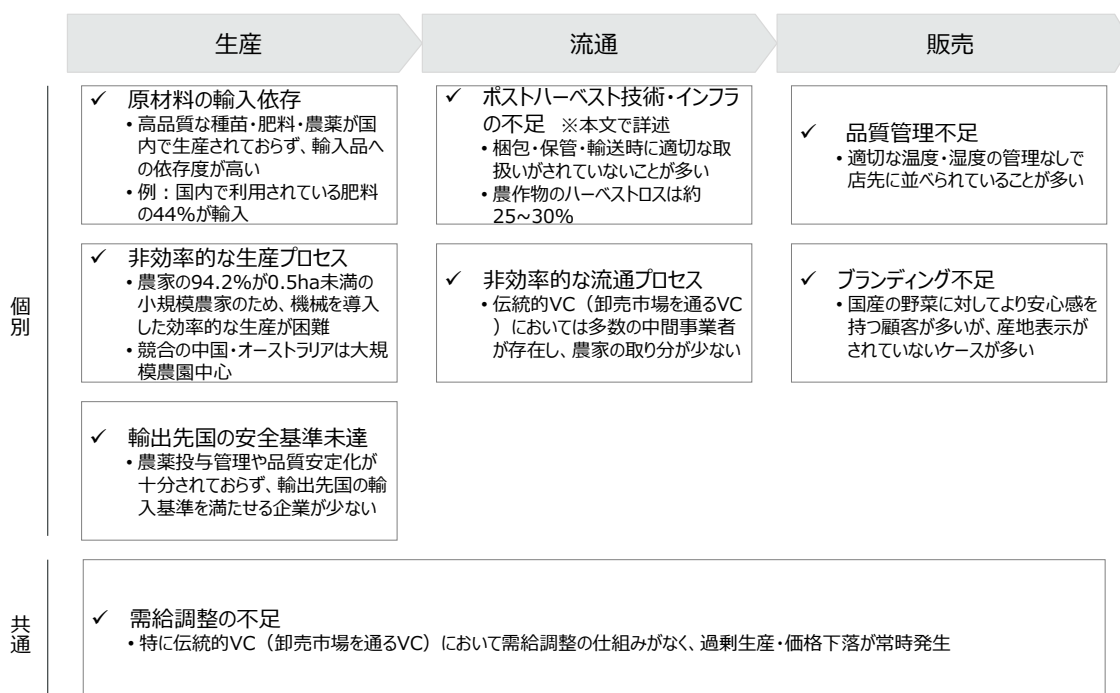 生産
流通
販売
個別
✓ 原材料の輸入依存
• 高品質な種苗・肥料・農薬が国
内で生産されておらず、輸入品へ
の依存度が高い
• 例：国内で利用されている肥料
の44%が輸入
✓ ポストハーベスト技術・インフラ
の不足 ※本文で詳述
• 梱包・保管・輸送時に適切な取
扱いがされていないことが多い
• 農作物のハーベストロスは約
25~30%
✓ 品質管理不足
• 適切な温度・湿度の管理なしで
店先に並べられていることが多い
✓ 非効率的な生産プロセス
• 農家の94.2%が0.5ha未満の
小規模農家のため、機械を導入
した効率的な生産が困難
• 競合の中国・オーストラリアは大規
模農園中心
✓ 非効率的な流通プロセス
• 伝統的VC（卸売市場を通るVC
）においては多数の中間事業者
が存在し、農家の取り分が少ない
✓ ブランディング不足
• 国産の野菜に対してより安心感を
持つ顧客が多いが、産地表示が
されていないケースが多い
✓ 輸出先国の安全基準未達
• 農薬投与管理や品質安定化が
十分されておらず、輸出先国の輸
入基準を満たせる企業が少ない
共通
✓ 需給調整の不足
• 特に伝統的VC（卸売市場を通るVC）において需給調整の仕組みがなく、過剰生産・価格下落が常時発生